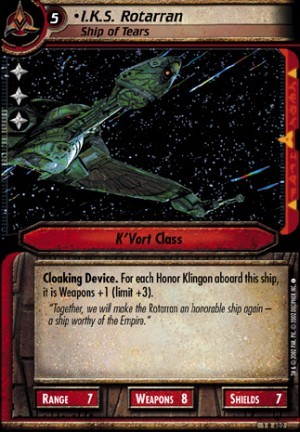 5
•I.K.S. Rotarran
Ship of Tears
K'Vort Class
Cloaking Device. For each Honor Klingon aboard this ship,
it is Weapons +1 (limit +3).
"Together, we will make the Rotarran an honorable ship again –
a ship worthy of the Empire."
RANGE 7 WEAPONS 8 SHIELDS 7